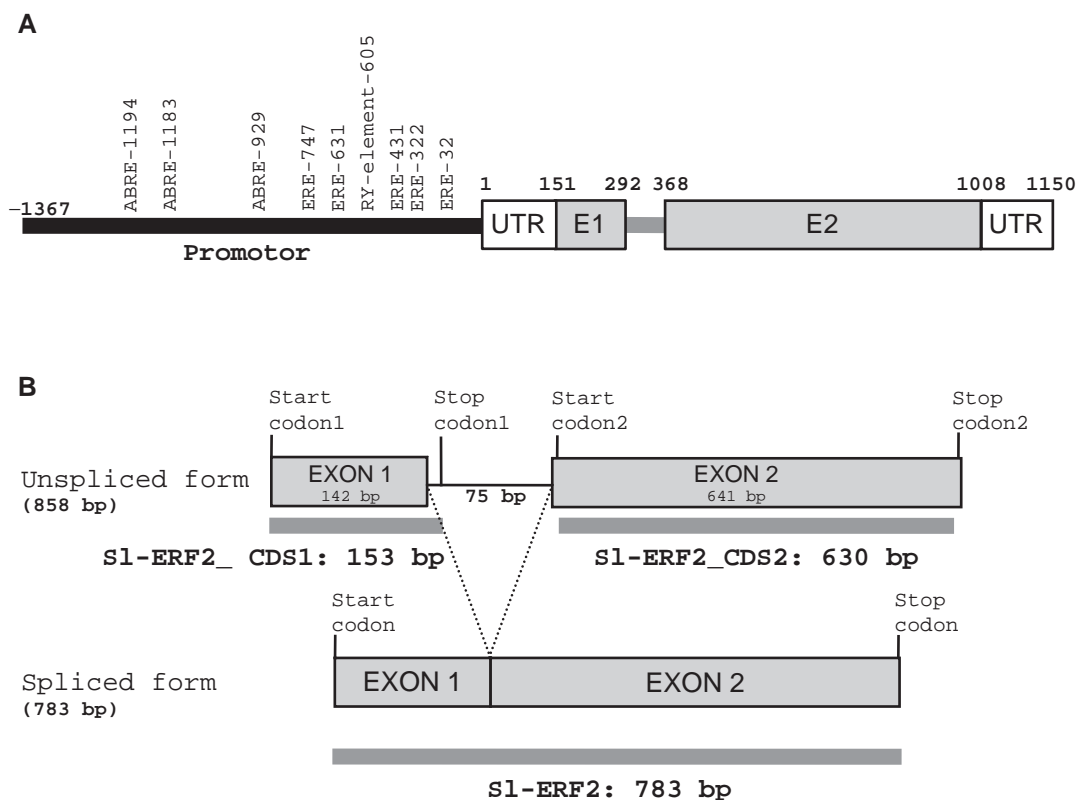 A
ABRE-1194
ABRE-1183
ABRE-929
ERE-747
ERE-631
RY-element-605
ERE-431
ERE-322
ERE-32
–1367
1 151 292 368 1008 1150
UTR E1 E2 UTR
Promotor
B
Start
codon1
Stop
codon1
Start
codon2
Stop
codon2
Unspliced form
(858 bp)
EXON 1
142 bp
75 bp
EXON 2
641 bp
Sl-ERF2_ CDS1: 153 bp
Sl-ERF2_CDS2: 630 bp
Start
codon
Stop
codon
Spliced form
(783 bp)
EXON 1 EXON 2
Sl-ERF2: 783 bp